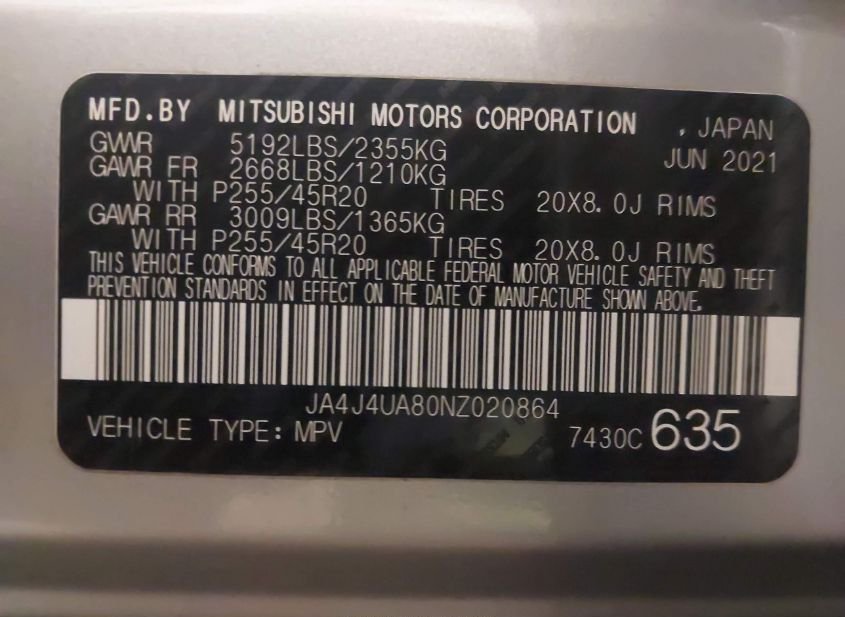 MFD.BY MITSUBISHI MOTORS CORPORATION , JAPAN
GVWR 5192LBS/2355KG JUN 2021
GAWR FR 2668LBS/1210KG
WITH P255/45R20 TIRES 20X8.0J RIMS
GAWR RR 3009LBS/1365KG
WITH P255/45R20 TIRES 20X8.0J RIMS
THIS VEHICLE CONFORMS TO ALL APPLICABLE FEDERAL MOTOR VEHICLE SAFETY AND THEFT
PREVENTION STANDARDS IN EFFECT ON THE DATE OF MANUFACTURE SHOWN ABOVE.
JA4J4UA80NZ020864
VEHICLE TYPE: MPV 7430C 635